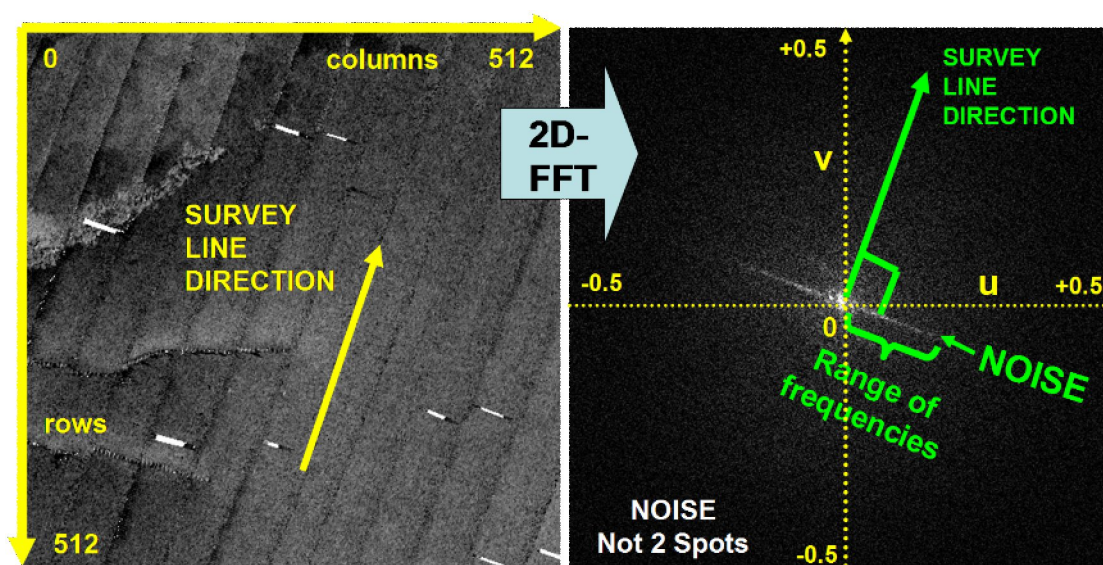 0
columns
512
SURVEY
LINE
DIRECTION
rows
512
2D-
FFT
+0.5
SURVEY
LINE
DIRECTION
v
-0.5
u
+0.5
0
NOISE
Range of
frequencies
NOISE
Not 2 Spots
-0.5